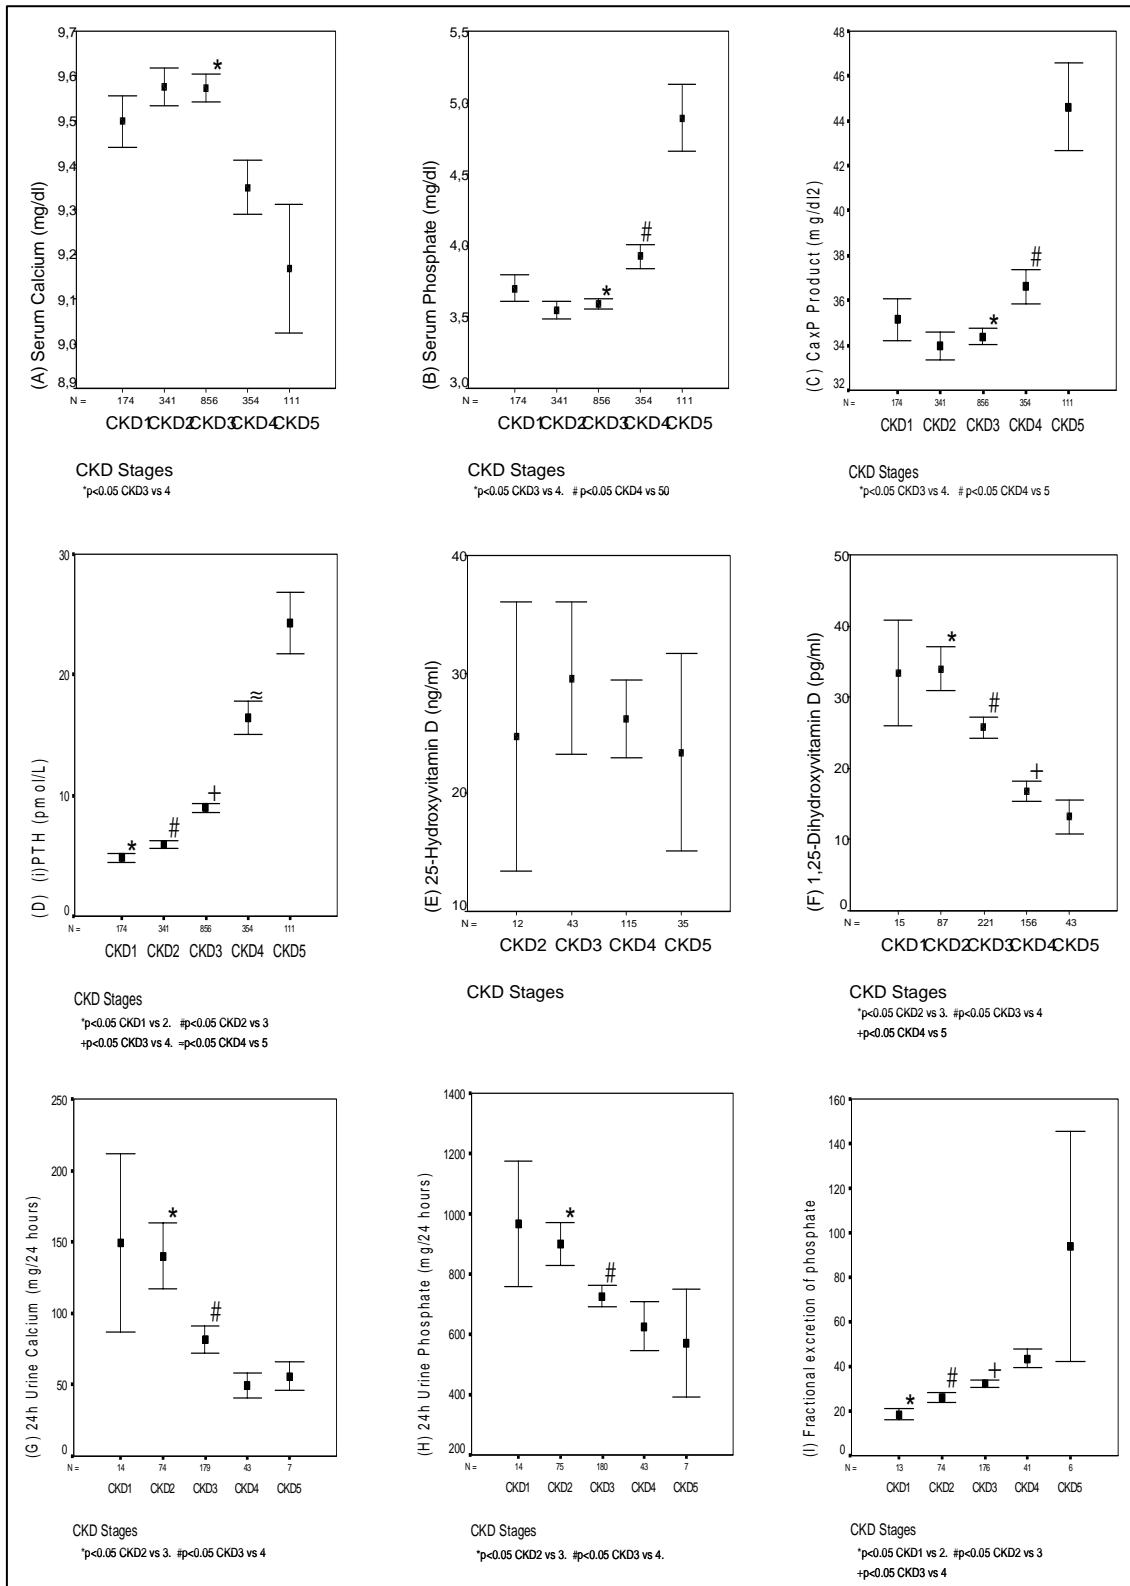 (A) Serum Calcium (mg/dl)
9,7
9,6
9,5
9,4
9,3
9,2
9,1
9,0
8,9
*
N = 174 341 856 354 111
CKD1 CKD2 CKD3 CKD4 CKD5
CKD Stages
*p<0.05 CKD3 vs 4
(B) Serum Phosphate (mg/dl)
5,5
5,0
4,5
4,0
3,5
3,0
* #
N = 174 341 856 354 111
CKD1 CKD2 CKD3 CKD4 CKD5
CKD Stages
*p<0.05 CKD3 vs 4. # p<0.05 CKD4 vs 50
(C) CaxP Product (mg/dl2)
48
46
44
42
40
38
36
34
32
* #
N = 174 341 856 354 111
CKD1 CKD2 CKD3 CKD4 CKD5
CKD Stages
*p<0.05 CKD3 vs 4. # p<0.05 CKD4 vs 5
(D) (i)PTH (pmol/L)
30
20
10
0
* # + ≈
N = 174 341 856 354 111
CKD1 CKD2 CKD3 CKD4 CKD5
CKD Stages
*p<0.05 CKD1 vs 2. #p<0.05 CKD2 vs 3
+p<0.05 CKD3 vs 4. ≈p<0.05 CKD4 vs 5
(E) 25-Hydroxyvitamin D (ng/ml)
40
30
20
10
N = 12 43 115 35
CKD2 CKD3 CKD4 CKD5
CKD Stages
(F) 1,25-Dihydroxyvitamin D (pg/ml)
50
40
30
20
10
0
* # +
N = 15 87 221 156 43
CKD1 CKD2 CKD3 CKD4 CKD5
CKD Stages
*p<0.05 CKD2 vs 3. #p<0.05 CKD3 vs 4
+p<0.05 CKD4 vs 5
(G) 24h Urine Calcium (mg/24 hours)
250
200
150
100
50
0
* #
N = 14 74 179 43 7
CKD1 CKD2 CKD3 CKD4 CKD5
CKD Stages
*p<0.05 CKD2 vs 3. #p<0.05 CKD3 vs 4
(H) 24h Urine Phosphate (mg/24 hours)
1400
1200
1000
800
600
400
200
* #
N = 14 75 180 43 7
CKD1 CKD2 CKD3 CKD4 CKD5
CKD Stages
*p<0.05 CKD2 vs 3. #p<0.05 CKD3 vs 4.
(I) Fractional excretion of phosphate
160
140
120
100
80
60
40
20
0
* # +
N = 13 74 176 41 6
CKD1 CKD2 CKD3 CKD4 CKD5
CKD Stages
*p<0.05 CKD1 vs 2. #p<0.05 CKD2 vs 3
+p<0.05 CKD3 vs 4